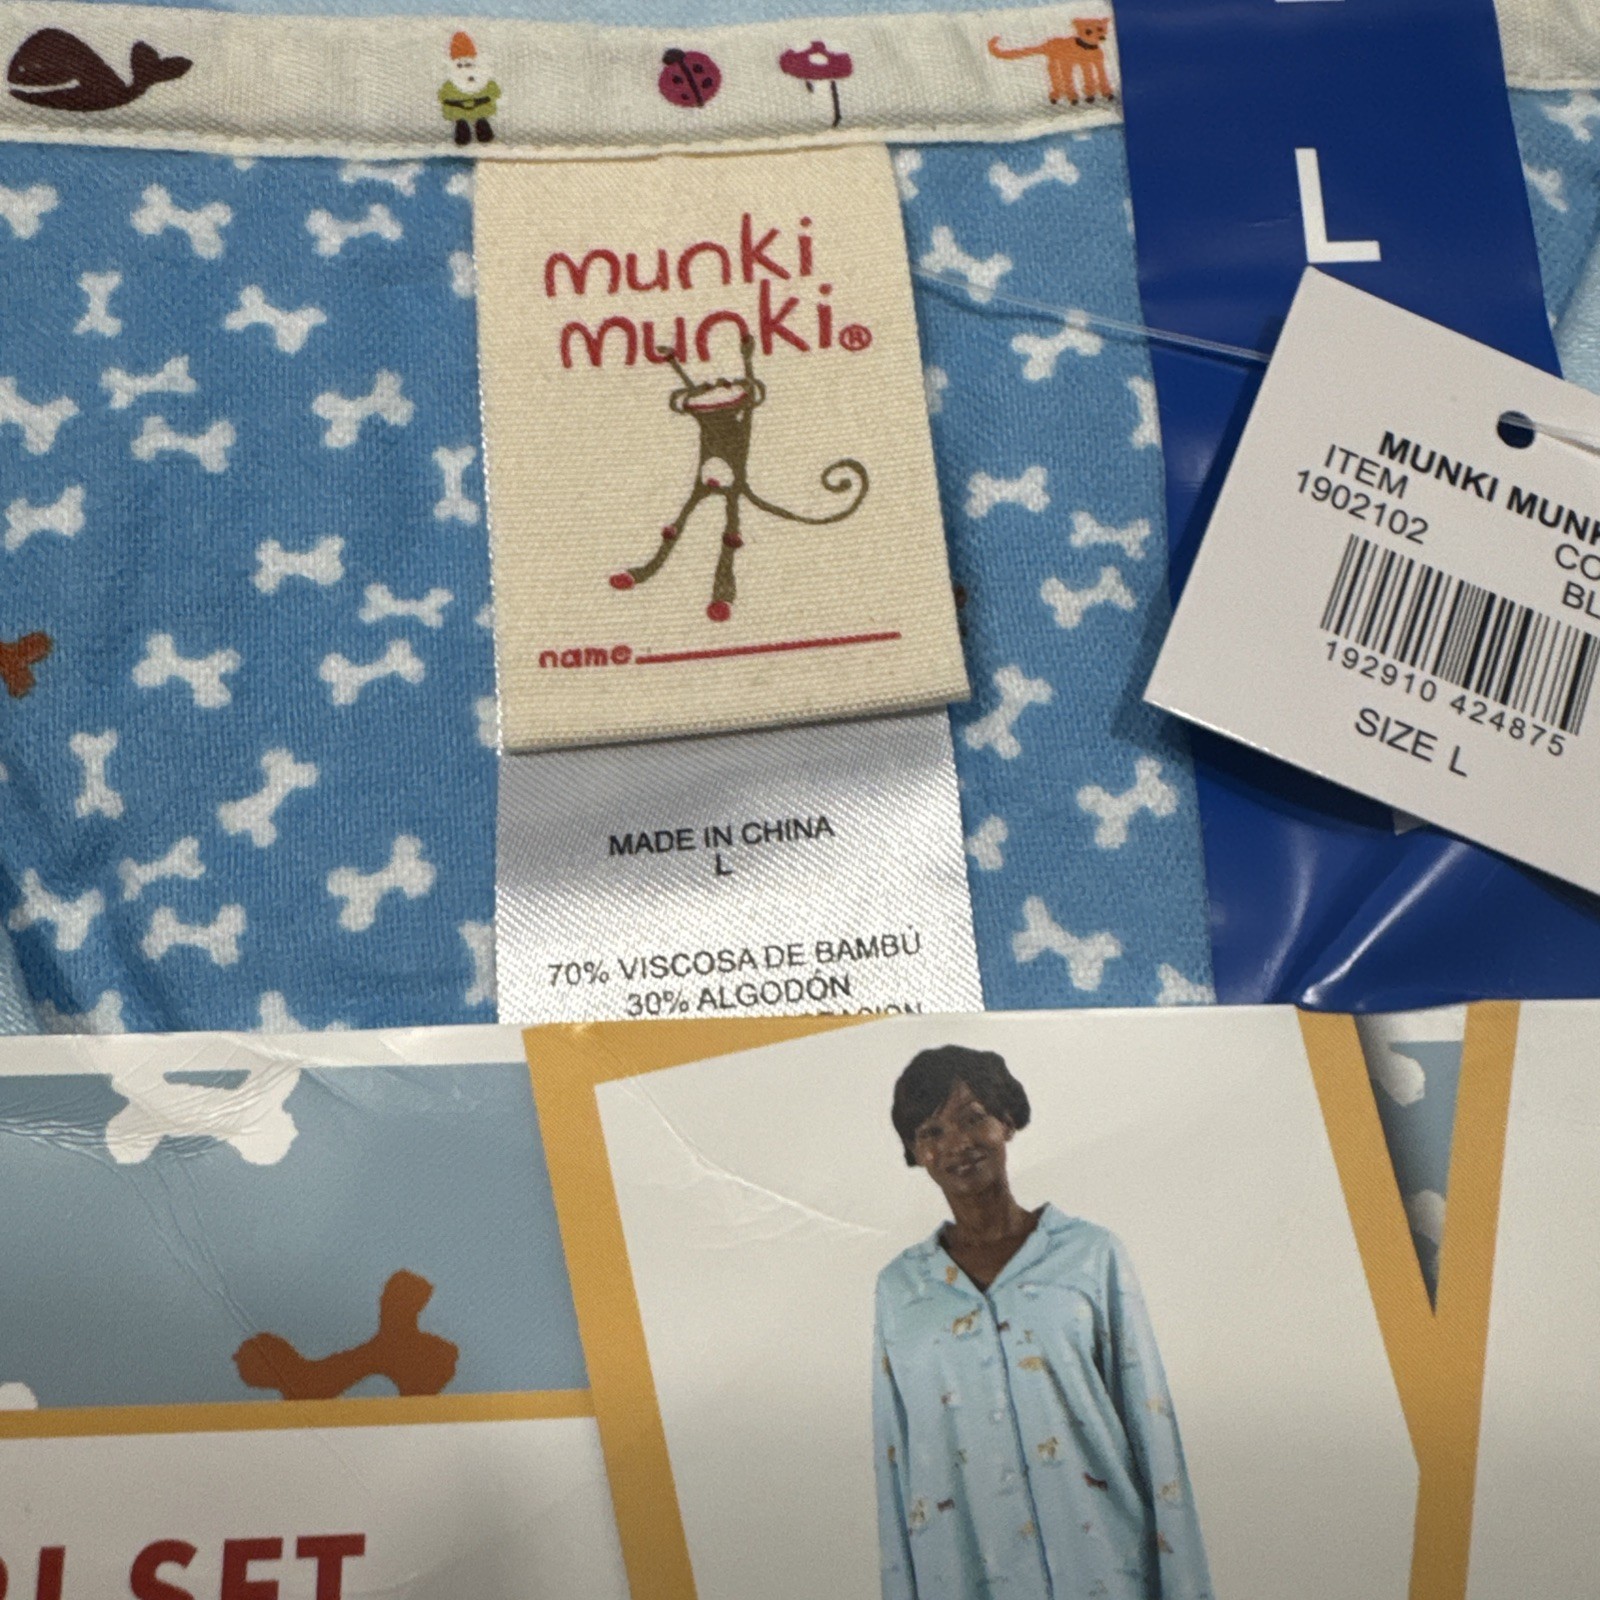 L
munki
munki®
name
MUNKI MUN
ITEM
1902102
CO
BL
192910 424875
SIZE L
MADE IN CHINA
L
70% VISCOSA DE BAMBÚ
30% ALGODÓN
SET